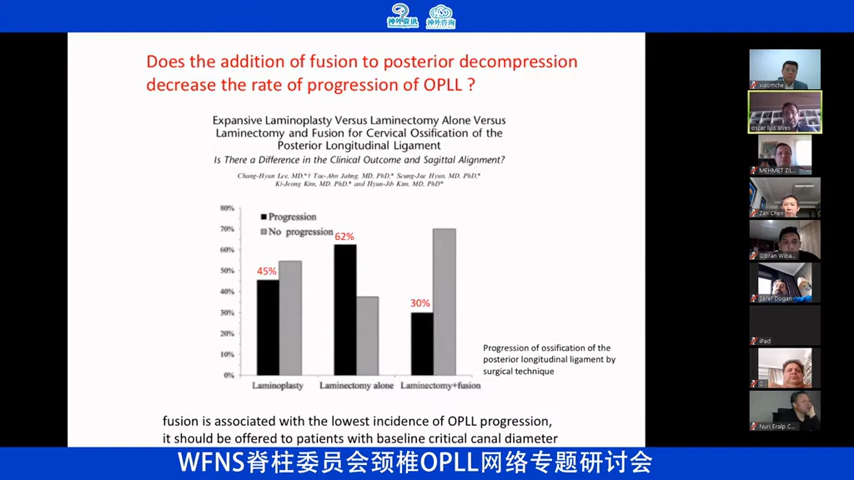 神外资讯
神外咨询
Does the addition of fusion to posterior decompression
decrease the rate of progression of OPLL ?
Expansive Laminoplasty Versus Laminectomy Alone Versus
Laminectomy and Fusion for Cervical Ossification of the
Posterior Longitudinal Ligament
Is There a Difference in the Clinical Outcome and Sagittal Alignment?
Chang-Hyun Lee, MD,*† Tae-Ahn Jahng, MD, PhD,* Seung-Jae Hyun, MD, PhD,*
Ki-Jeong Kim, MD, PhD,* and Hyun-Jib Kim, MD, PhD*
80%
70%
60%
50%
40%
30%
20%
10%
0%
Progression
No progression
45%
62%
30%
Laminoplasty
Laminectomy alone
Laminectomy+fusion
Progression of ossification of the
posterior longitudinal ligament by
surgical technique
fusion is associated with the lowest incidence of OPLL progression,
it should be offered to patients with baseline critical canal diameter
oscar luis alves
MEHMET Zİ...
Zan Chen
Gibran Wiba...
Seref Dogan
iPad
Nuri Eralp Ç...
WFNS脊柱委员会颈椎OPLL网络专题研讨会